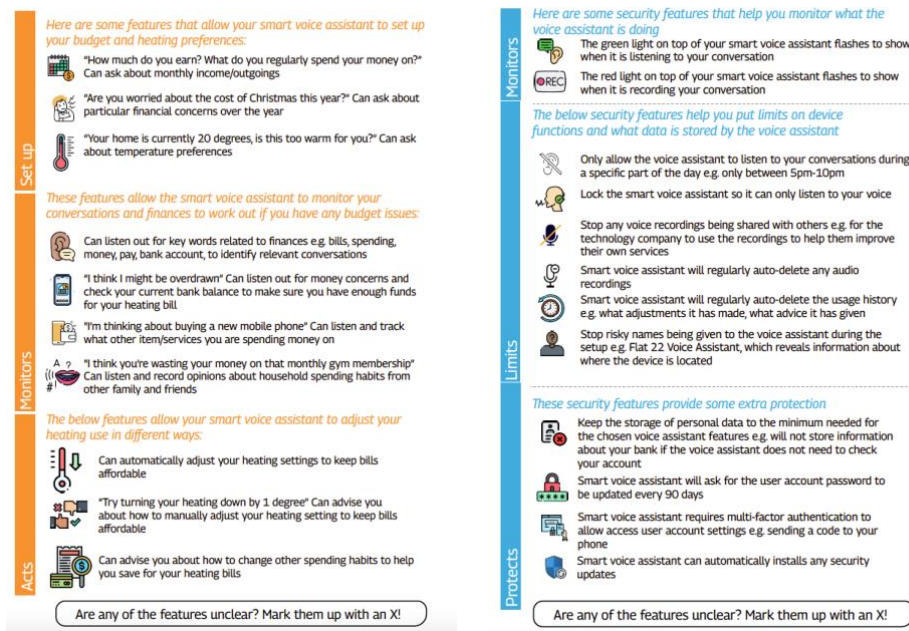 Set up
Here are some features that allow your smart voice assistant to set up
your budget and heating preferences:
"How much do you earn? What do you regularly spend your money on?"
Can ask about monthly income/outgoings
"Are you worried about the cost of Christmas this year?" Can ask about
particular financial concerns over the year
"Your home is currently 20 degrees, is this too warm for you?" Can ask
about temperature preferences
Monitors
These features allow the smart voice assistant to monitor your
conversations and finances to work out if you have any budget issues:
Can listen out for key words related to finances e.g. bills, spending,
money, pay, bank account, to identify relevant conversations
"I think I might be overdrawn" Can listen out for money concerns and
check your current bank balance to make sure you have enough funds
for your heating bill
"I'm thinking about buying a new mobile phone" Can listen and track
what other item/services you are spending money on
A ?
#!
"I think you're wasting your money on that monthly gym membership"
Can listen and record opinions about household spending habits from
other family and friends
Acts
The below features allow your smart voice assistant to adjust your
heating use in different ways:
Can automatically adjust your heating settings to keep bills
affordable
"Try turning your heating down by 1 degree" Can advise you
about how to manually adjust your heating setting to keep bills
affordable
Can advise you about how to change other spending habits to help
you save for your heating bills
Are any of the features unclear? Mark them up with an X!
Monitors
Here are some security features that help you monitor what the
voice assistant is doing
The green light on top of your smart voice assistant flashes to show
when it is listening to your conversation
REC
The red light on top of your smart voice assistant flashes to show
when it is recording your conversation
Limits
The below security features help you put limits on device
functions and what data is stored by the voice assistant
Only allow the voice assistant to listen to your conversations during
a specific part of the day e.g. only between 5pm-10pm
Lock the smart voice assistant so it can only listen to your voice
Stop any voice recordings being shared with others e.g. for the
technology company to use the recordings to help them improve
their own services
Smart voice assistant will regularly auto-delete any audio
recordings
Smart voice assistant will regularly auto-delete the usage history
e.g. what adjustments it has made, what advice it has given
Stop risky names being given to the voice assistant during the
setup e.g. Flat 22 Voice Assistant, which reveals information about
where the device is located
Protects
These security features provide some extra protection
Keep the storage of personal data to the minimum needed for
the chosen voice assistant features e.g. will not store information
about your bank if the voice assistant does not need to check
your account
Smart voice assistant will ask for the user account password to
be updated every 90 days
Smart voice assistant requires multi-factor authentication to
allow access user account settings e.g. sending a code to your
phone
Smart voice assistant can automatically installs any security
updates
Are any of the features unclear? Mark them up with an X!